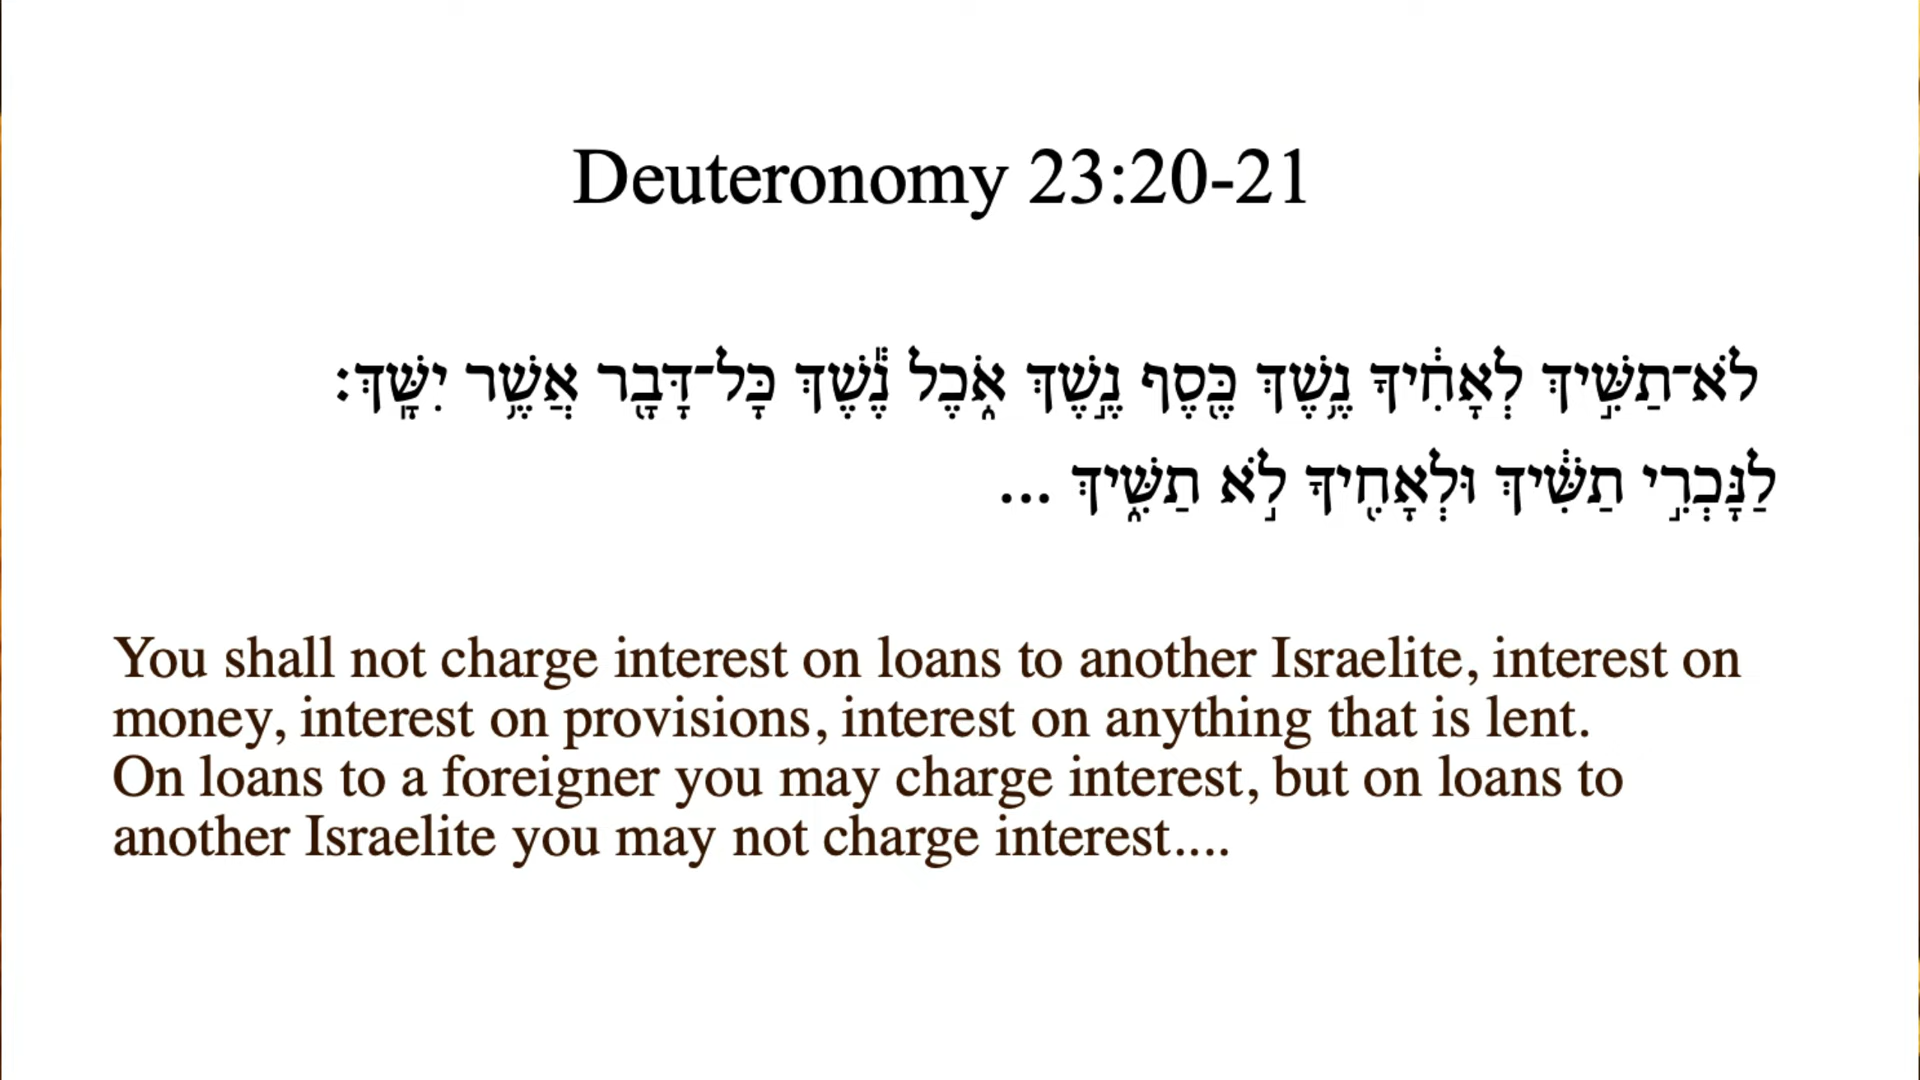 Deuteronomy 23:20-21
לֹא־תַשִּׁ֣יךְ לְאָחִ֔יךָ נֶ֥שֶׁךְ כֶּ֖סֶף נֶ֣שֶׁךְ אֹ֑כֶל נֶ֕שֶׁךְ כׇּל־דָּבָ֖ר אֲשֶׁ֥ר יִשָּֽׁךְ׃
לַנׇּכְרִ֣י תַשִּׁ֔יךְ וּלְאָחִ֖יךָ לֹ֣א תַשִּׁ֑יךְ ...
You shall not charge interest on loans to another Israelite, interest on
money, interest on provisions, interest on anything that is lent.
On loans to a foreigner you may charge interest, but on loans to
another Israelite you may not charge interest....